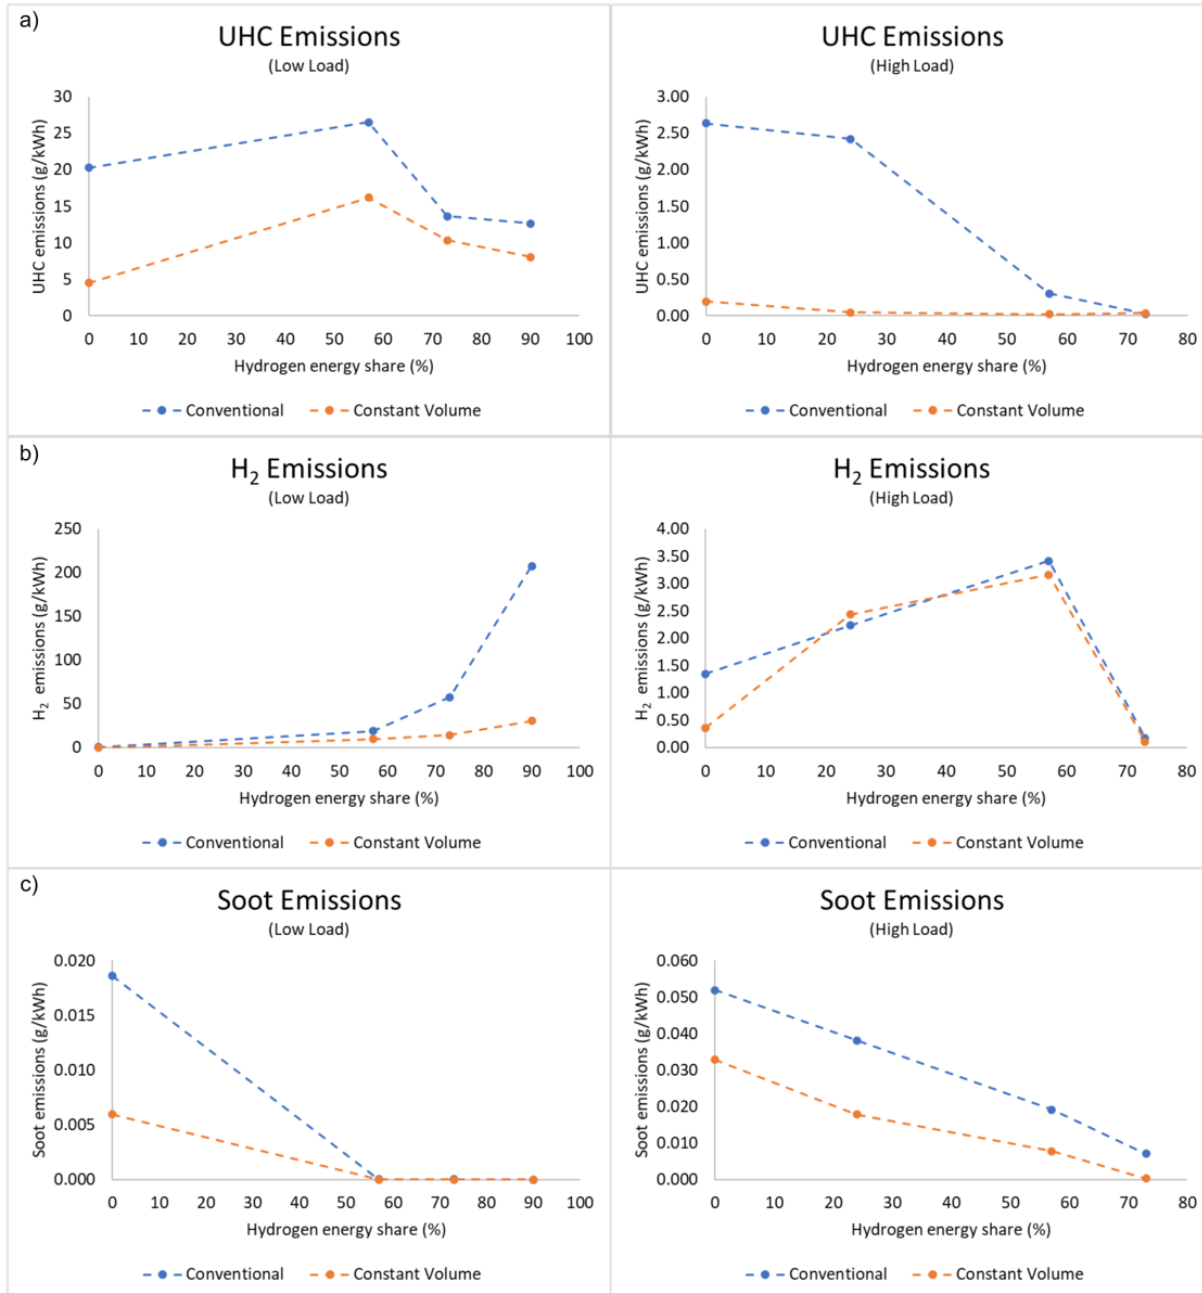 a)
UHC Emissions
(Low Load)
UHC emissions (g/kWh)
30
25
20
15
10
5
0
0 10 20 30 40 50 60 70 80 90 100
Hydrogen energy share (%)
Conventional Constant Volume
UHC Emissions
(High Load)
UHC emissions (g/kWh)
3.00
2.50
2.00
1.50
1.00
0.50
0.00
0 10 20 30 40 50 60 70 80
Hydrogen energy share (%)
Conventional Constant Volume
b)
H₂ Emissions
(Low Load)
H₂ emissions (g/kWh)
250
200
150
100
50
0
0 10 20 30 40 50 60 70 80 90 100
Hydrogen energy share (%)
Conventional Constant Volume
H₂ Emissions
(High Load)
H₂ emissions (g/kWh)
4.00
3.50
3.00
2.50
2.00
1.50
1.00
0.50
0.00
0 10 20 30 40 50 60 70 80
Hydrogen energy share (%)
Conventional Constant Volume
c)
Soot Emissions
(Low Load)
Soot emissions (g/kWh)
0.020
0.015
0.010
0.005
0.000
0 10 20 30 40 50 60 70 80 90 100
Hydrogen energy share (%)
Conventional Constant Volume
Soot Emissions
(High Load)
Soot emissions (g/kWh)
0.060
0.050
0.040
0.030
0.020
0.010
0.000
0 10 20 30 40 50 60 70 80
Hydrogen energy share (%)
Conventional Constant Volume